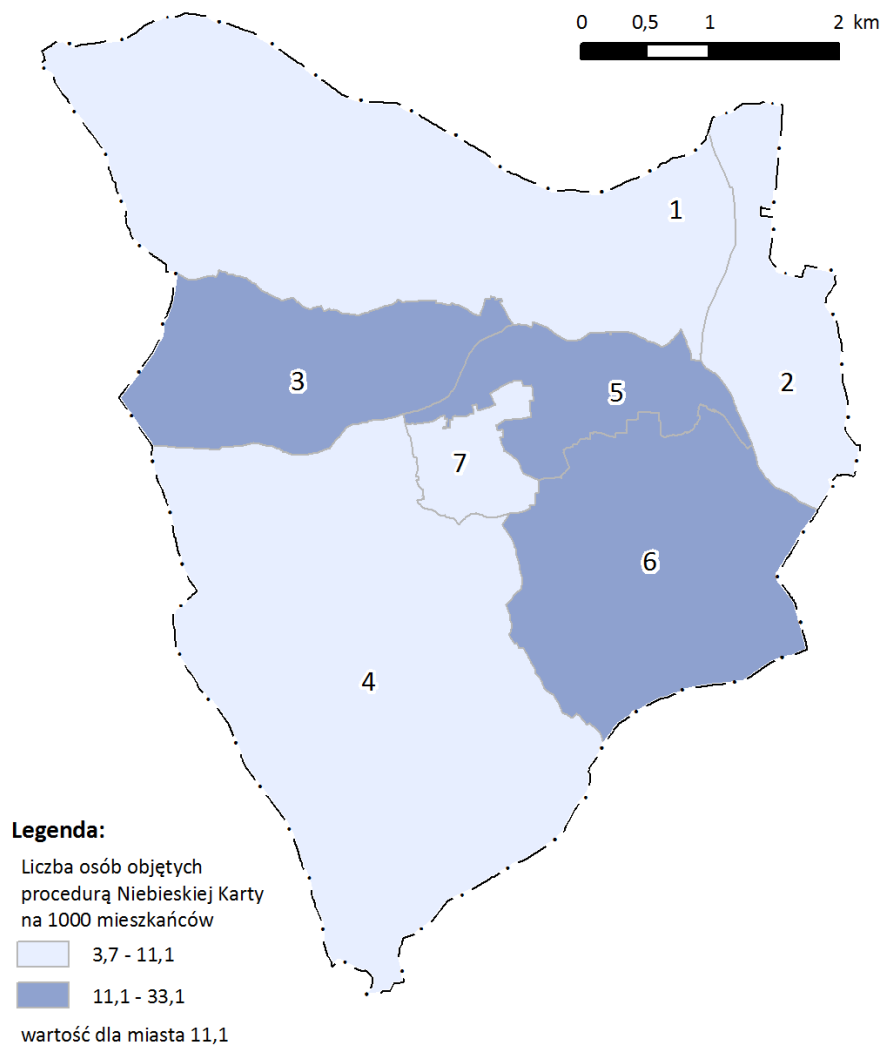 0 0,5 1 2 km
1
2
3
5
7
6
4
Legenda:
Liczba osób objętych
procedurą Niebieskiej Karty
na 1000 mieszkańców
3,7 - 11,1
11,1 - 33,1
wartość dla miasta 11,1